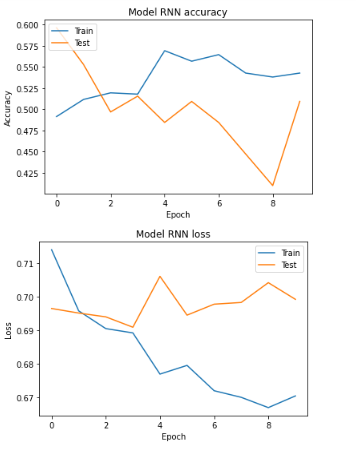 Model RNN accuracy
0.600
0.575
0.550
0.525
0.500
0.475
0.450
0.425
Accuracy
Train
Test
0 2 4 6 8
Epoch
Model RNN loss
0.71
0.70
0.69
0.68
0.67
Loss
Train
Test
0 2 4 6 8
Epoch